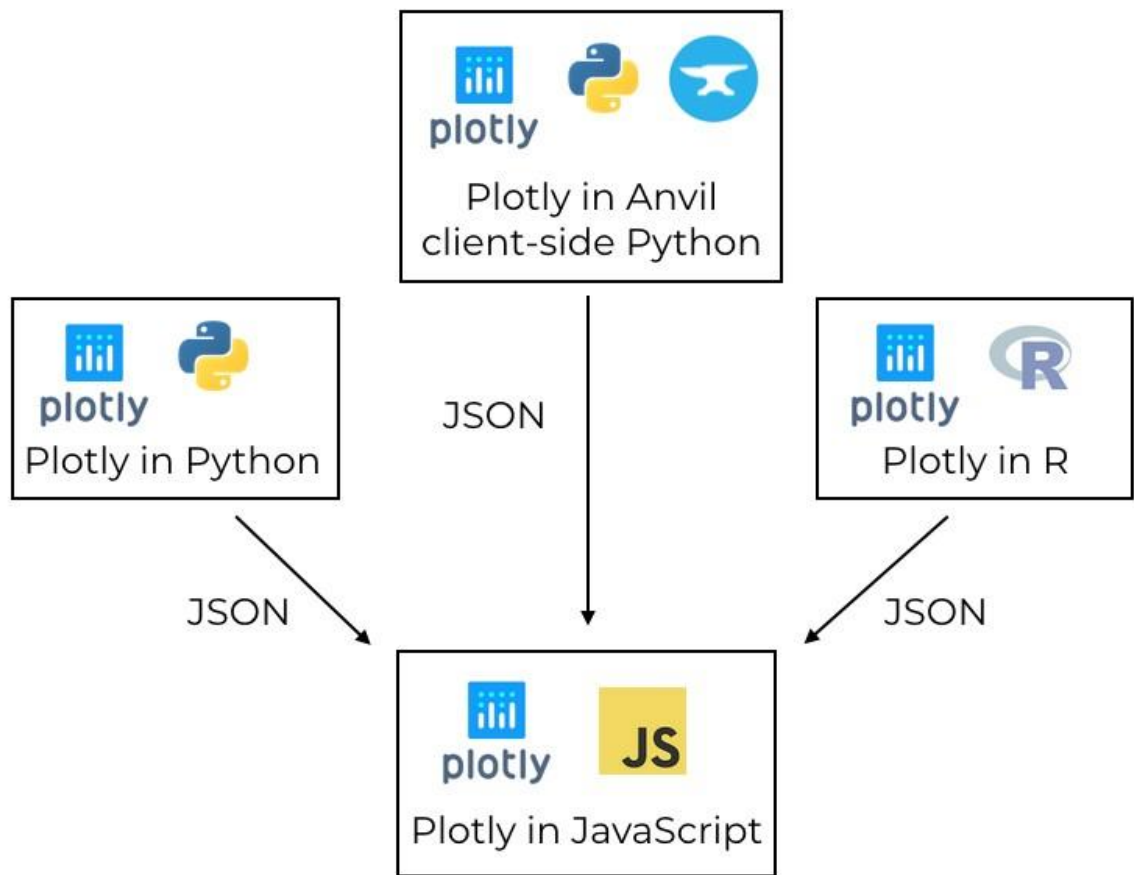 plotly
Plotly in Anvil
client-side Python
plotly
Plotly in Python
JSON
plotly
R
Plotly in R
JSON
JSON
plotly
JS
Plotly in JavaScript